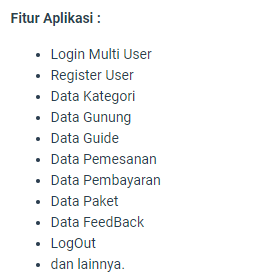 Fitur Aplikasi :
• Login Multi User
• Register User
• Data Kategori
• Data Gunung
• Data Guide
• Data Pemesanan
• Data Pembayaran
• Data Paket
• Data FeedBack
• LogOut
• dan lainnya.